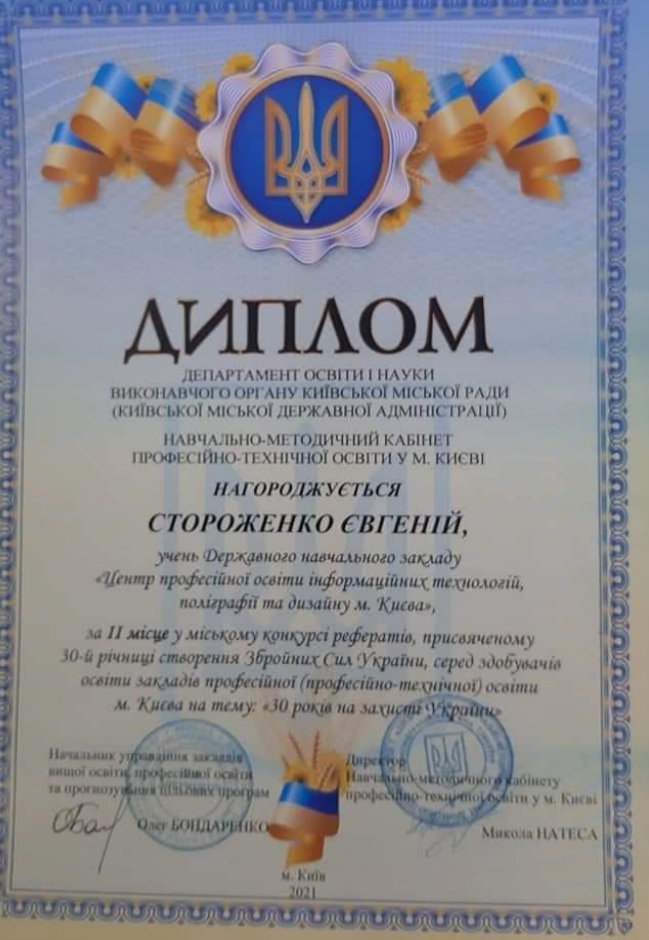 ДИПЛОМ
ДЕПАРТАМЕНТ ОСВІТИ І НАУКИ
ВИКОНАВЧОГО ОРГАНУ КИЇВСЬКОЇ МІСЬКОЇ РАДИ
(КИЇВСЬКОЇ МІСЬКОЇ ДЕРЖАВНОЇ АДМІНІСТРАЦІЇ)
НАВЧАЛЬНО-МЕТОДИЧНИЙ КАБІНЕТ
ПРОФЕСІЙНО-ТЕХНІЧНОЇ ОСВІТИ У М. КИЄВІ
НАГОРОДЖУЄТЬСЯ
СТОРОЖЕНКО ЄВГЕНІЙ,
учень Державного навчального закладу
«Центр професійної освіти інформаційних технологій,
поліграфії та дизайну м. Києва»,
за ІІ місце у міському конкурсі рефератів, присвяченому
30-й річниці створення Збройних Сил України, серед здобувачів
освіти закладів професійної (професійно-технічної) освіти
м. Києва на тему: «30 років на захисті України»
Начальник управління закладів
вищої освіти, професійної освіти
та прогнозування цільових програм
Олег БОНДАРЕНКО
Директор
Навчально-методичного кабінету
професійно-технічної освіти у м. Києві
Микола НАТЕСА
м. Київ
2021